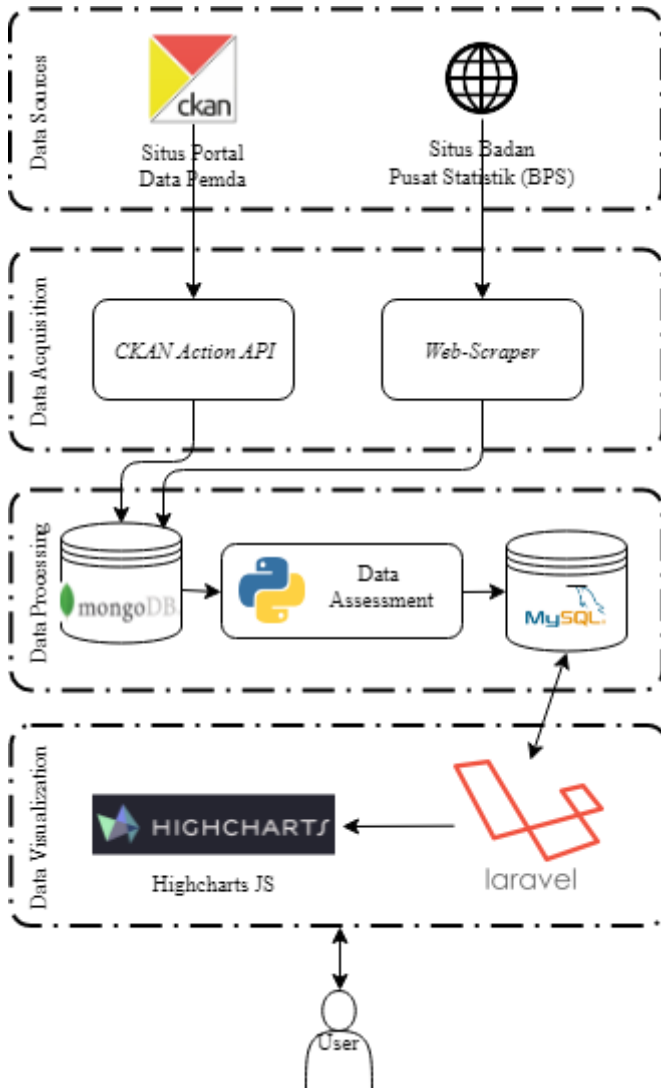 Data Sources
ckan
Situs Portal
Data Pemda
Situs Badan
Pusat Statistik (BPS)
Data Acquisition
CKAN Action API
Web-Scraper
Data Processing
mongoDB
Data
Assessment
MySQL
Data Visualization
HIGHCHARTS
Highcharts JS
laravel
User